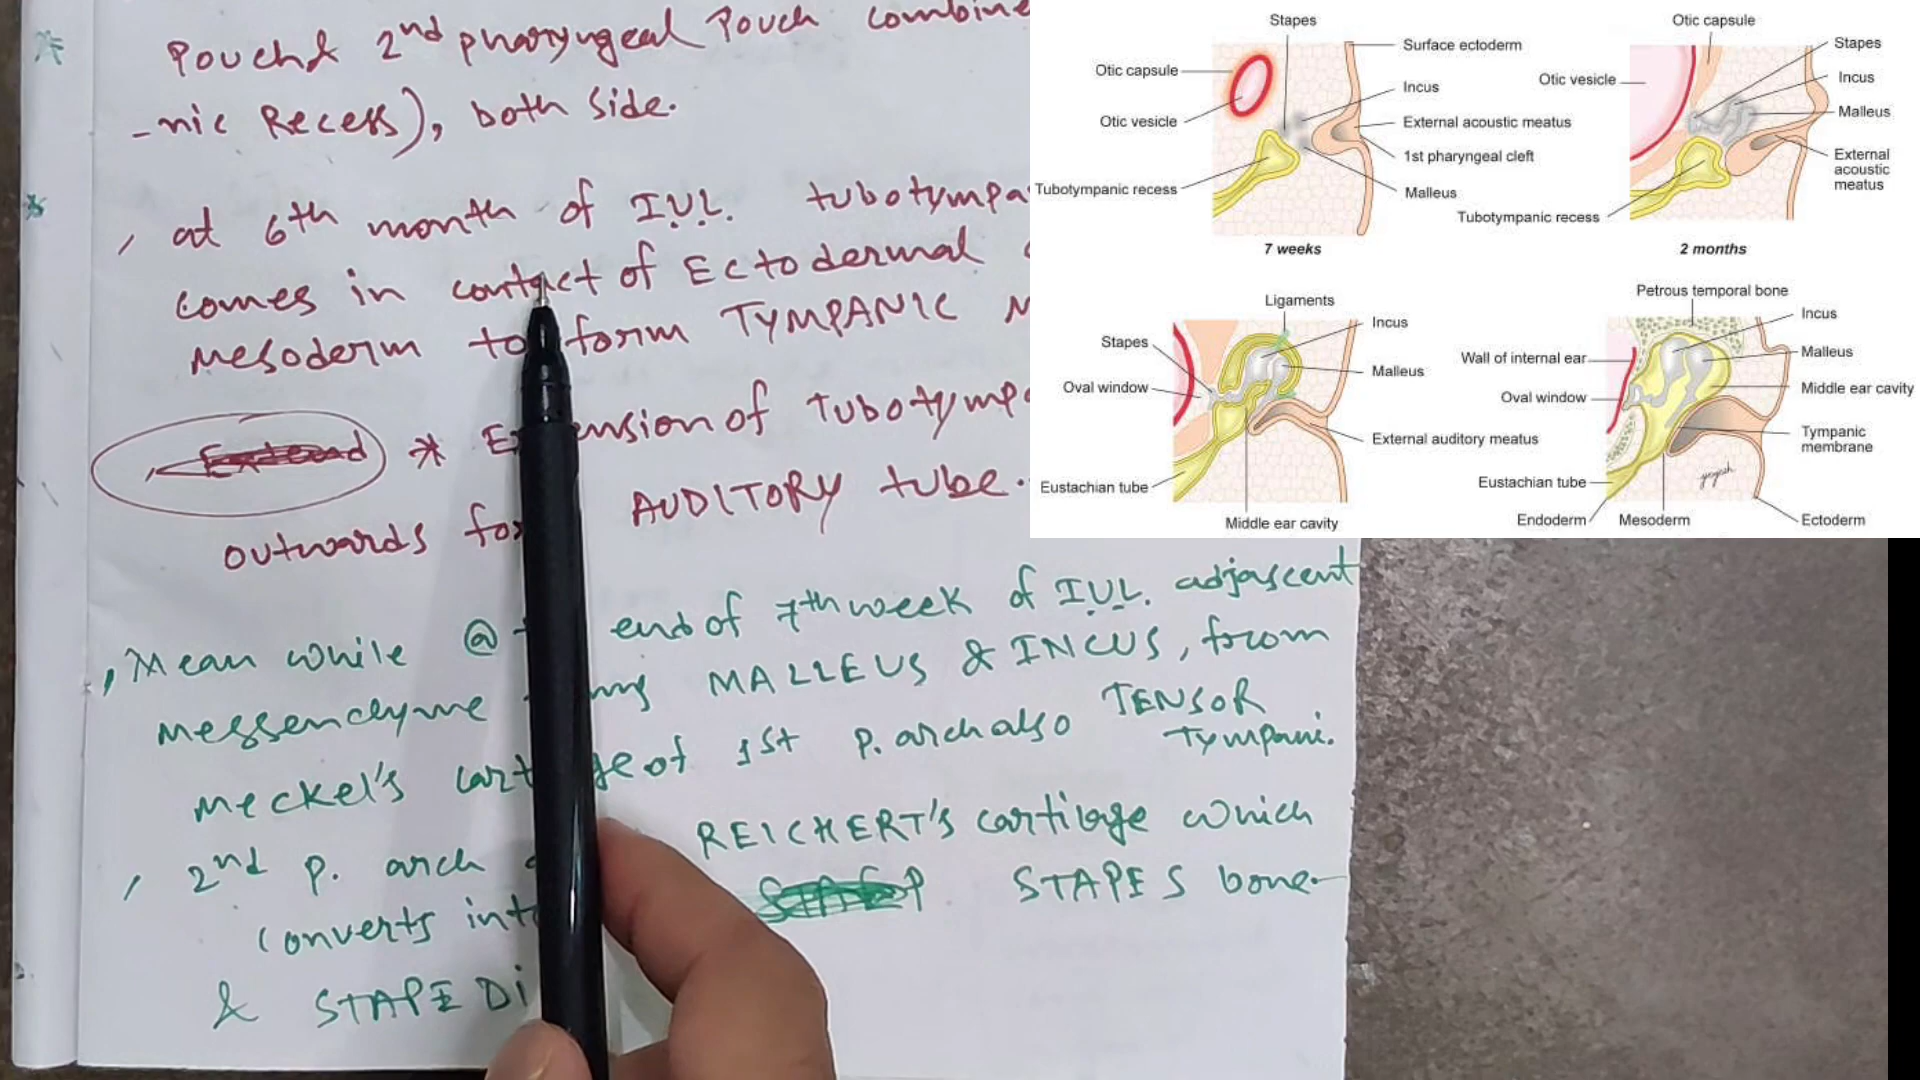 Pouch & 2nd pharyngeal Pouch combine
-nic Recess), both side.
, at 6th month of I.U.L. tubotympa
comes in contact of Ectodermal
Mesoderm to form TYMPANIC M
Extend * E ension of Tubotympa
outwards fo AUDITORY tube.
, Mean while @ t end of 7th week of I.U.L. adjascent
messenchyme ms MALLEUS & INCUS, from
Meckel's cart ge of 1st p. arch also TENSOR
Tympani.
, 2nd p. arch REICHERT's cartilage which
converts into STAPES bone
& STAPEDI
Stapes
Otic capsule
Otic vesicle
Tubotympanic recess
Surface ectoderm
Incus
External acoustic meatus
1st pharyngeal cleft
Malleus
7 weeks
Otic capsule
Stapes
Incus
Otic vesicle
Malleus
External
acoustic
meatus
Tubotympanic recess
2 months
Ligaments
Incus
Stapes
Malleus
Oval window
External auditory meatus
Eustachian tube
Middle ear cavity
Petrous temporal bone
Incus
Wall of internal ear
Malleus
Middle ear cavity
Oval window
Tympanic
membrane
Eustachian tube
Endoderm
Mesoderm
Ectoderm